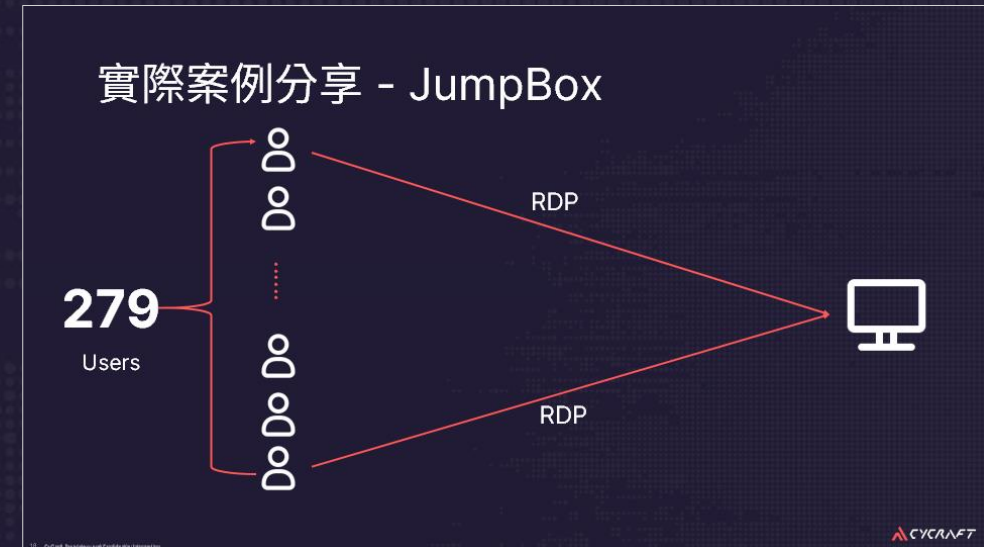 實際案例分享 - JumpBox
RDP
279
Users
RDP
CYCRAFT